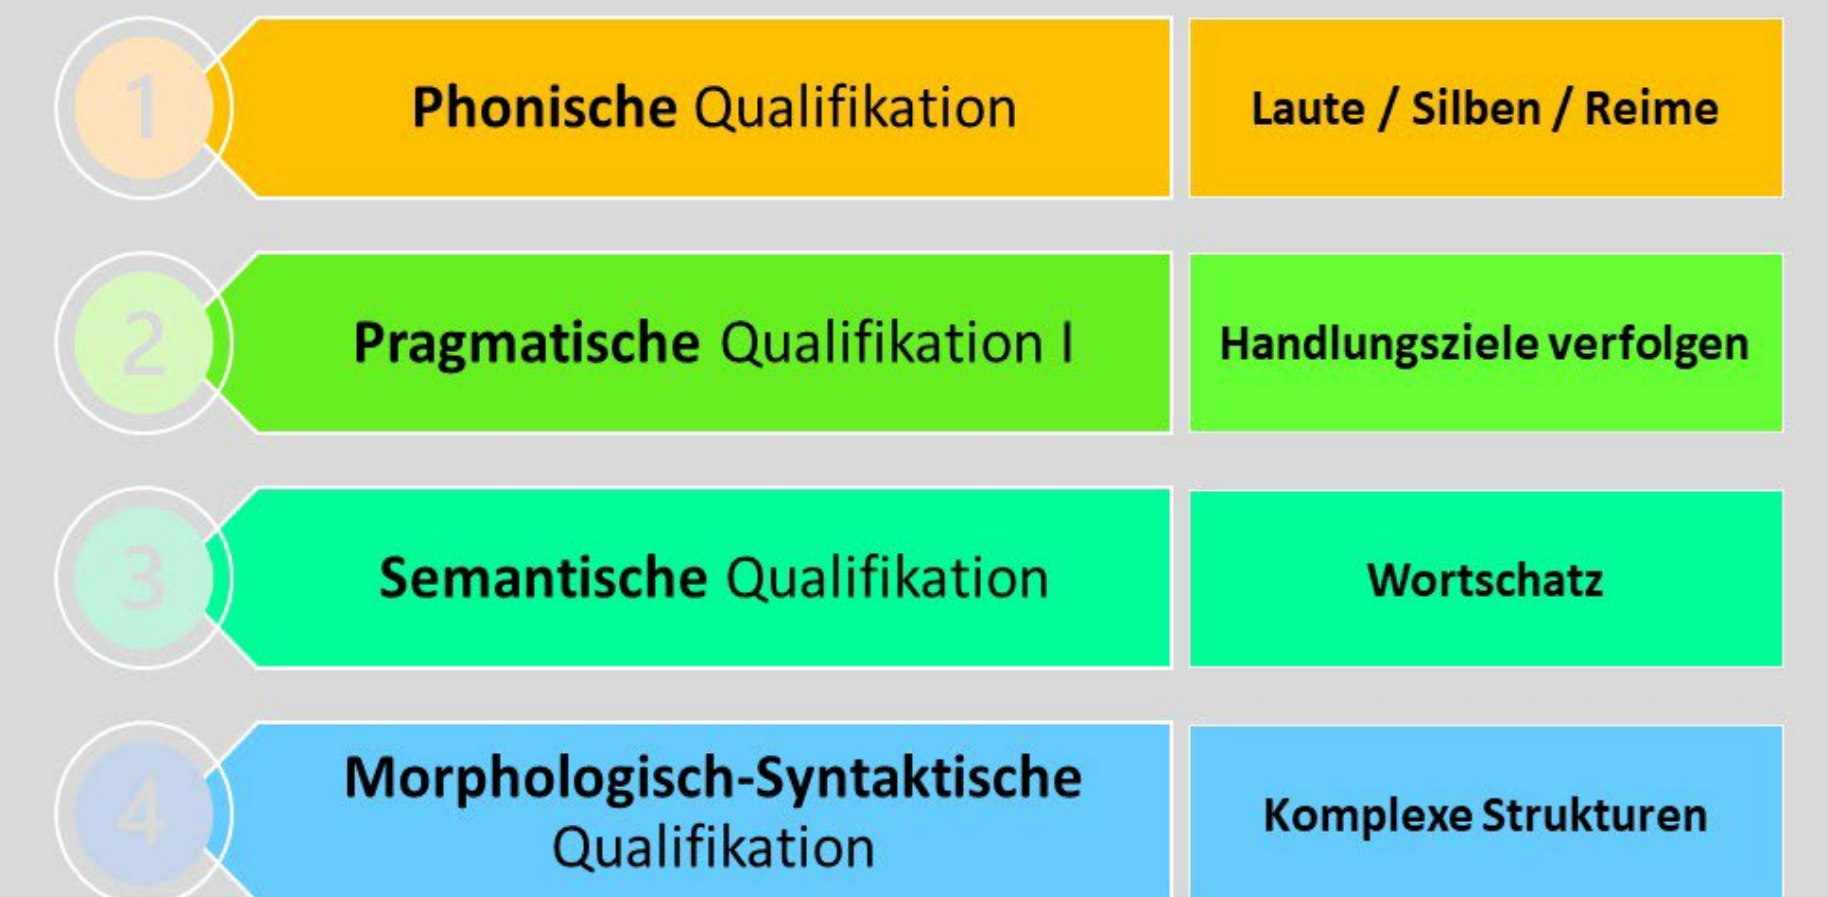 1
Phonische Qualifikation
Laute / Silben / Reime
2
Pragmatische Qualifikation I
Handlungsziele verfolgen
3
Semantische Qualifikation
Wortschatz
4
Morphologisch-Syntaktische
Qualifikation
Komplexe Strukturen